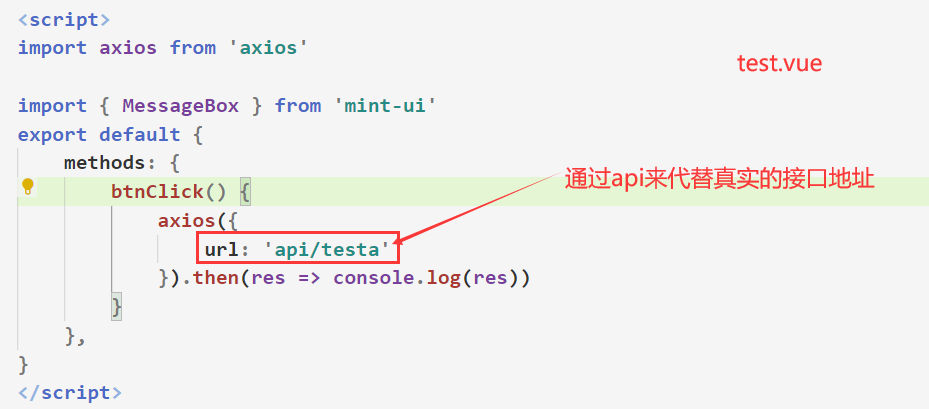 <script>
import axios from 'axios'
test.vue
import { MessageBox } from 'mint-ui'
export default {
methods: {
btnClick() {
通过api来代替真实的接口地址
axios({
url: 'api/testa'
}).then(res => console.log(res))
}
},
}
</script>